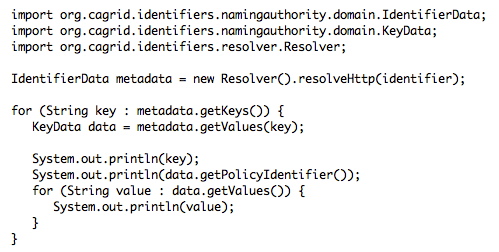 import org.cagrid.identifiers.namingauthority.domain.IdentifierData;
import org.cagrid.identifiers.namingauthority.domain.KeyData;
import org.cagrid.identifiers.resolver.Resolver;

IdentifierData metadata = new Resolver().resolveHttp(identifier);

for (String key : metadata.getKeys()) {
   KeyData data = metadata.getValues(key);

   System.out.println(key);
   System.out.println(data.getPolicyIdentifier());
   for (String value : data.getValues()) {
      System.out.println(value);
   }
}